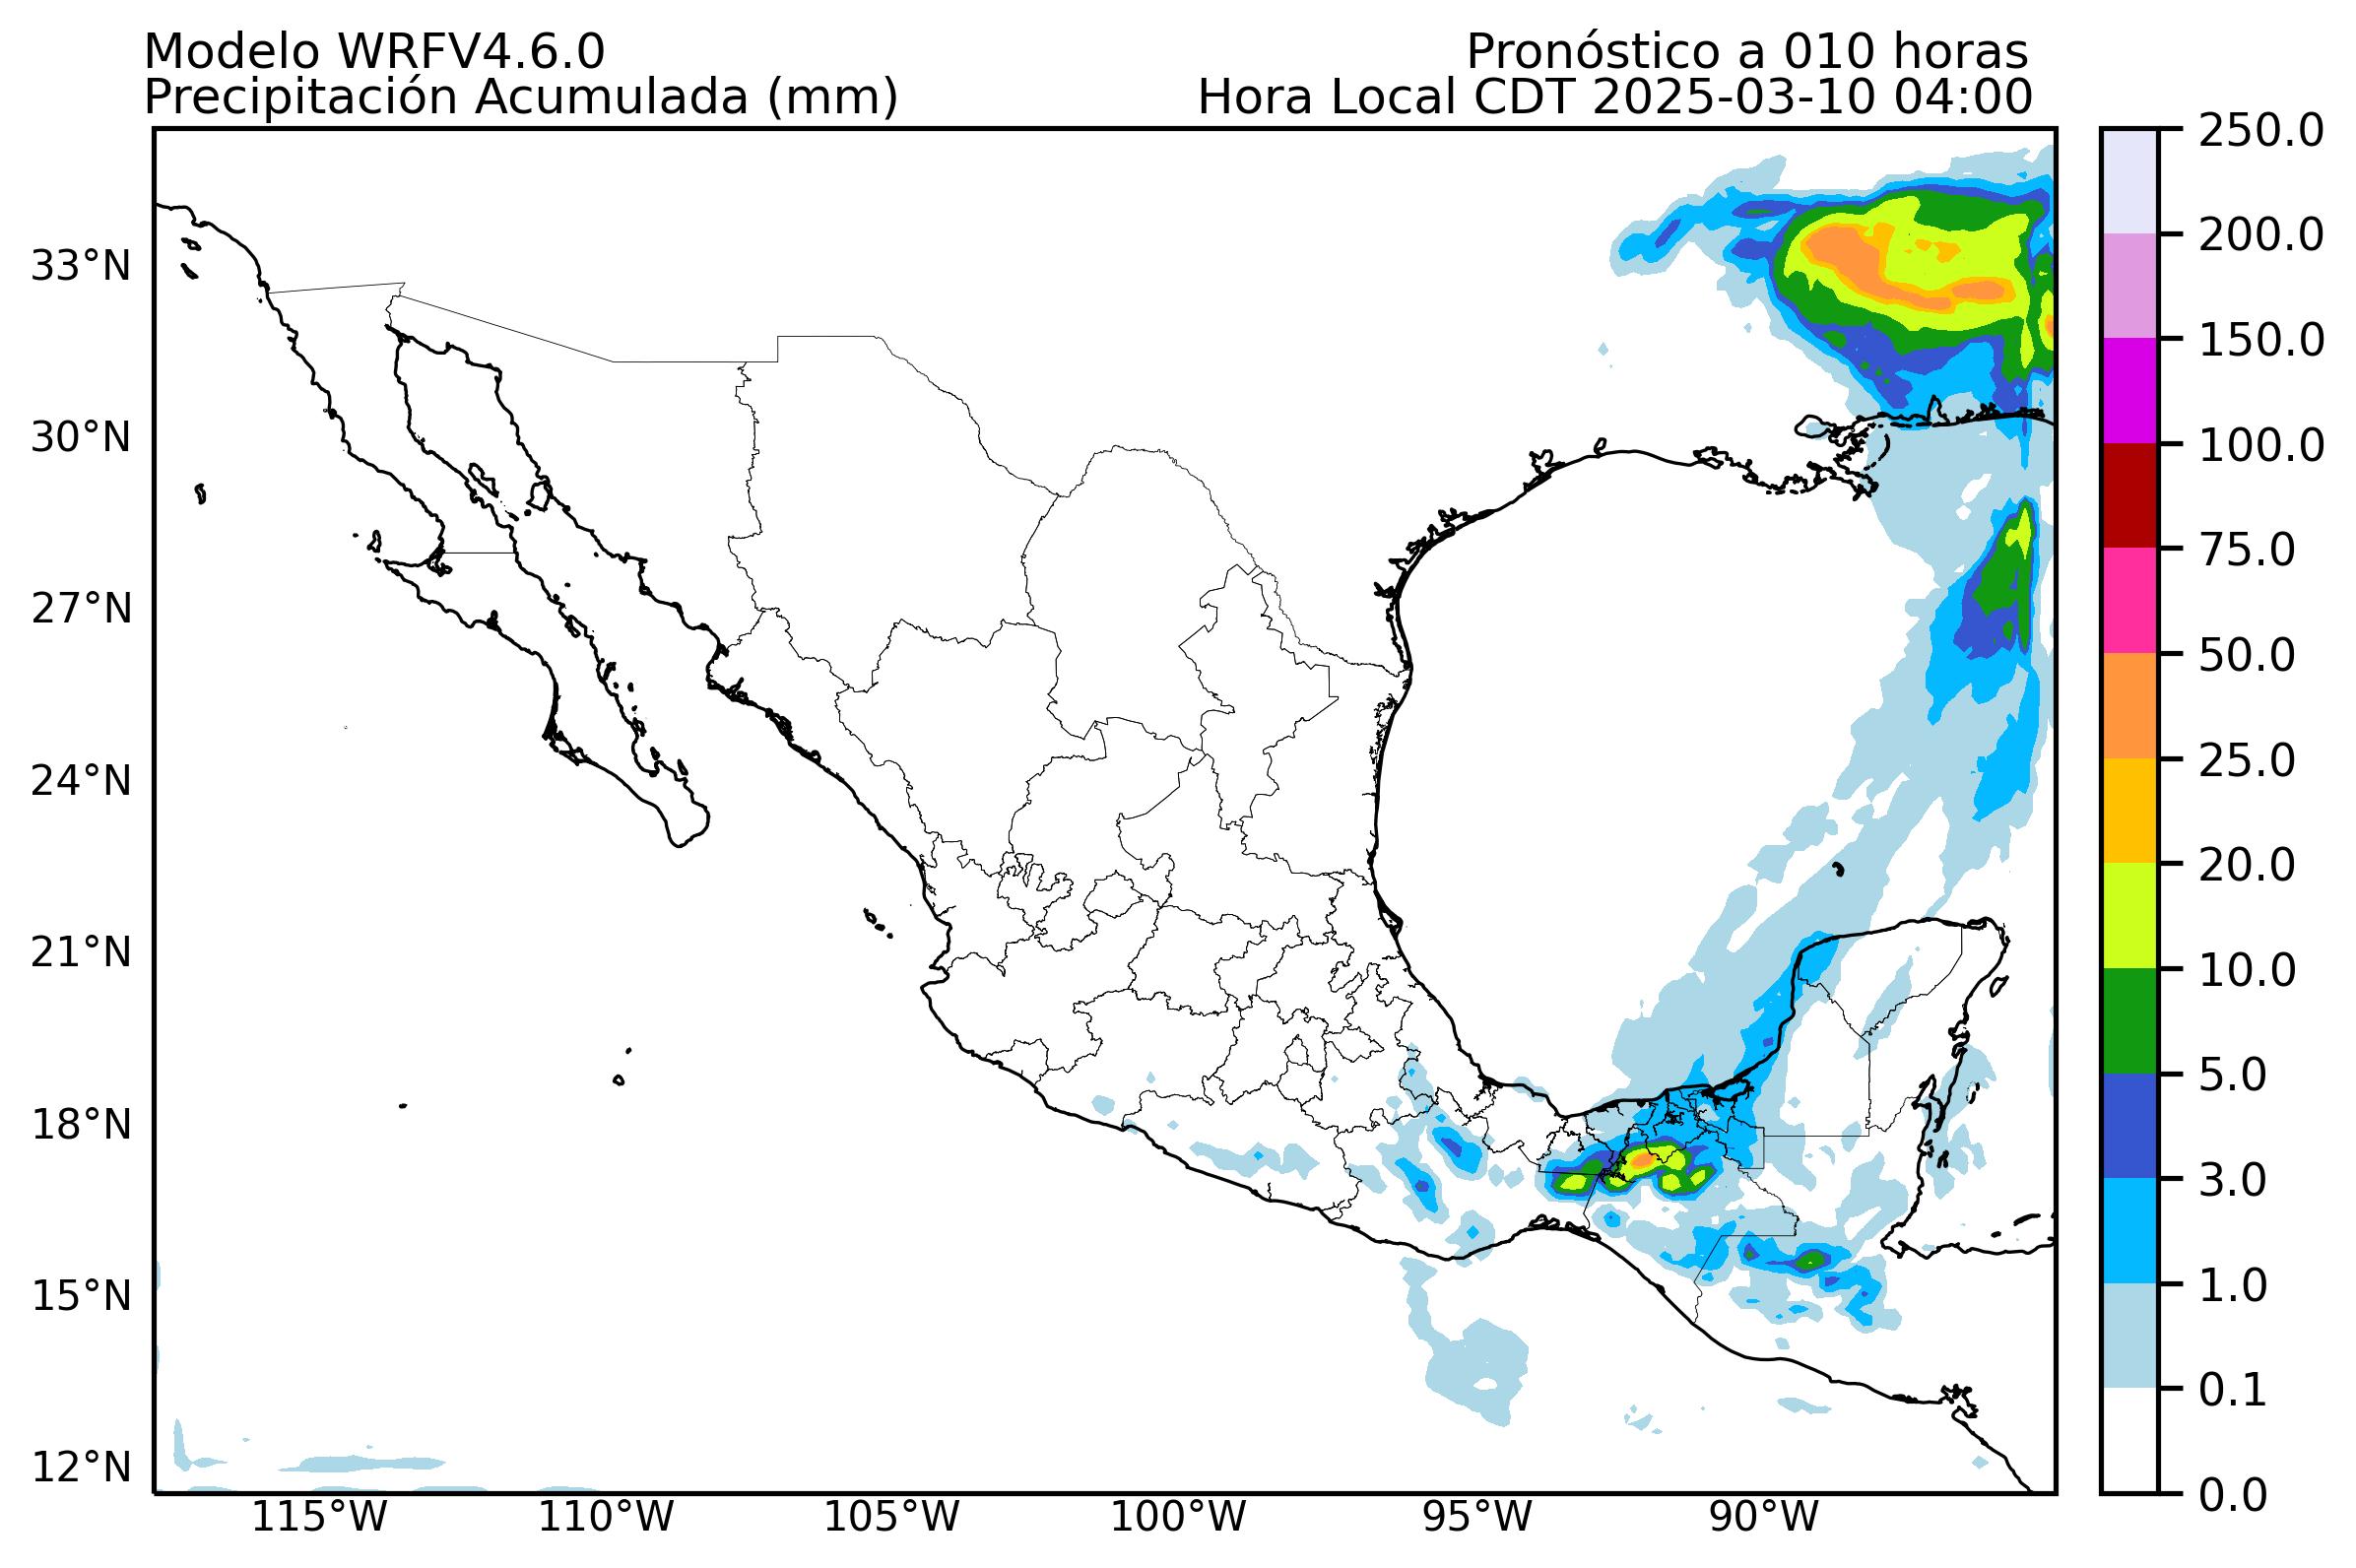 Modelo WRFV4.6.0
Pronóstico a 010 horas
Precipitación Acumulada (mm)
Hora Local CDT 2025-03-10 04:00
33°N
30°N
27°N
24°N
21°N
18°N
15°N
12°N
115°W
110°W
105°W
100°W
95°W
90°W
250.0
200.0
150.0
100.0
75.0
50.0
25.0
20.0
10.0
5.0
3.0
1.0
0.1
0.0